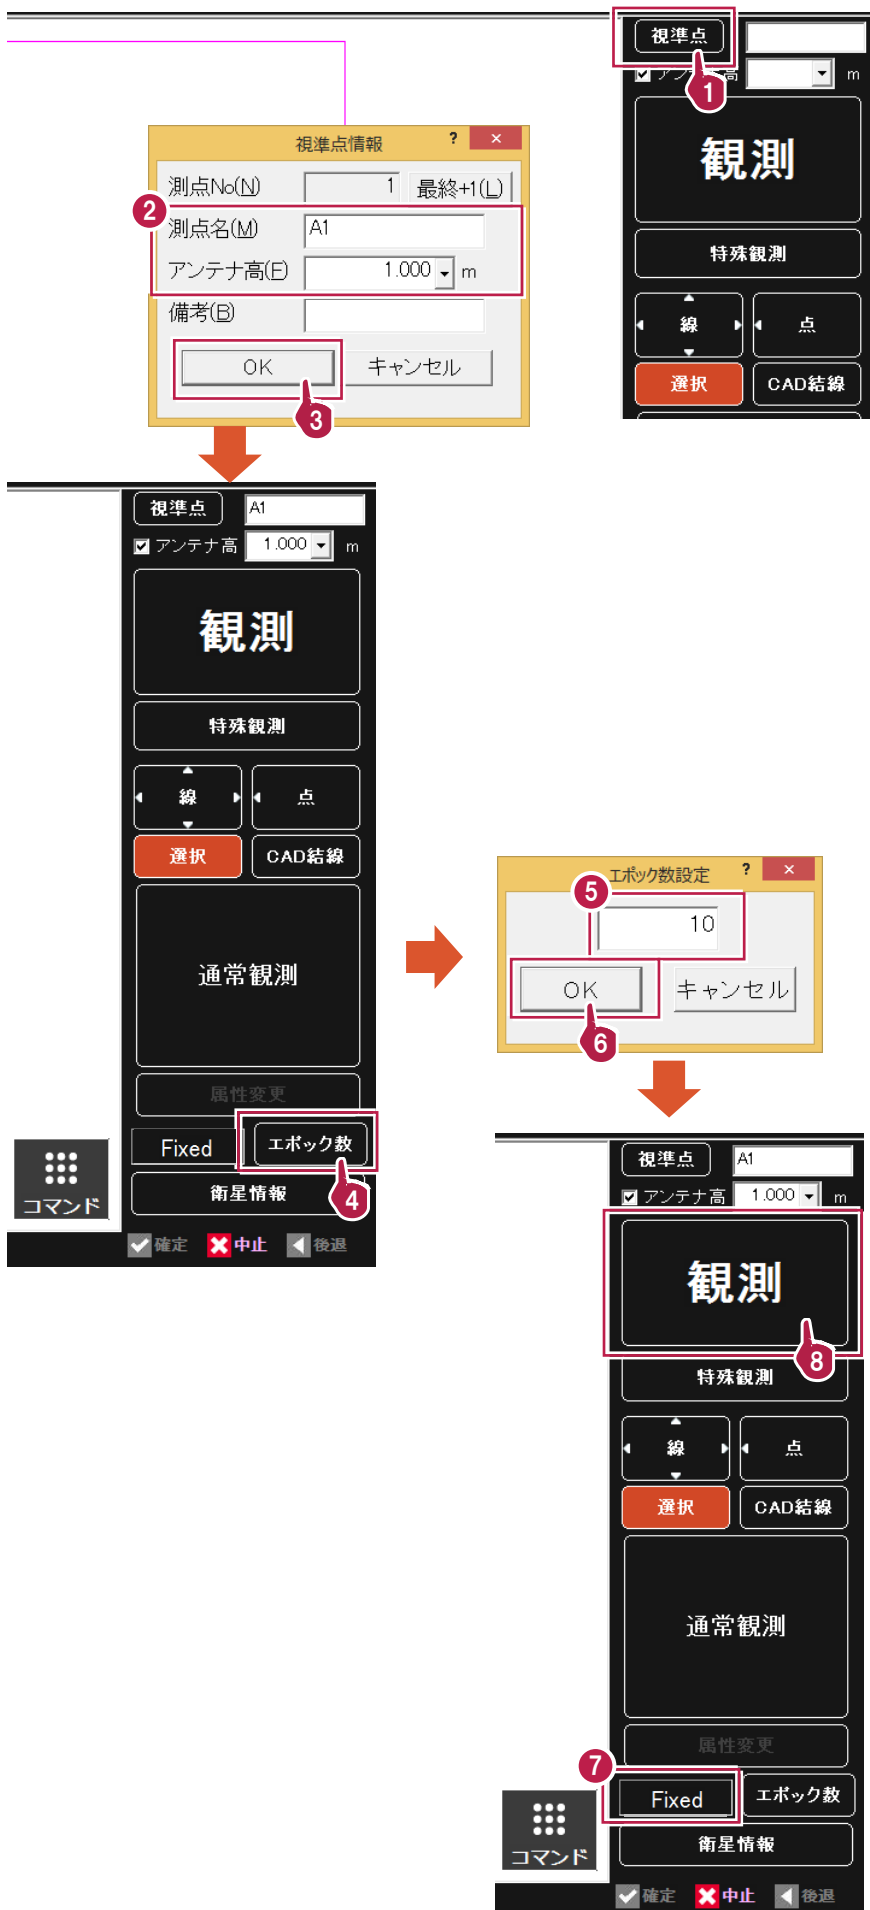 視準点
アンテナ高 m
1
観測
特殊観測
線 点
選択 CAD結線
視準点情報 ? ×
測点No(N) 1 最終+1(L)
2
測点名(M) A1
アンテナ高(F) 1.000 m
備考(B)
OK キャンセル
3
視準点 A1
アンテナ高 1.000 m
観測
特殊観測
線 点
選択 CAD結線
通常観測
属性変更
Fixed エポック数
4
衛星情報
コマンド
確定 中止 後退
エポック数設定 ? ×
5
10
OK キャンセル
6
視準点 A1
アンテナ高 1.000 m
観測
8
特殊観測
線 点
選択 CAD結線
通常観測
属性変更
7
Fixed エポック数
衛星情報
コマンド
確定 中止 後退